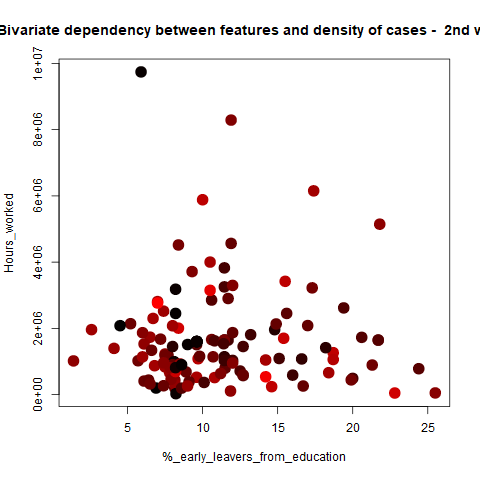 Bivariate dependency between features and density of cases - 2nd w
Hours_worked
1e+07
8e+06
6e+06
4e+06
2e+06
0e+00
5 10 15 20 25
%_early_leavers_from_education